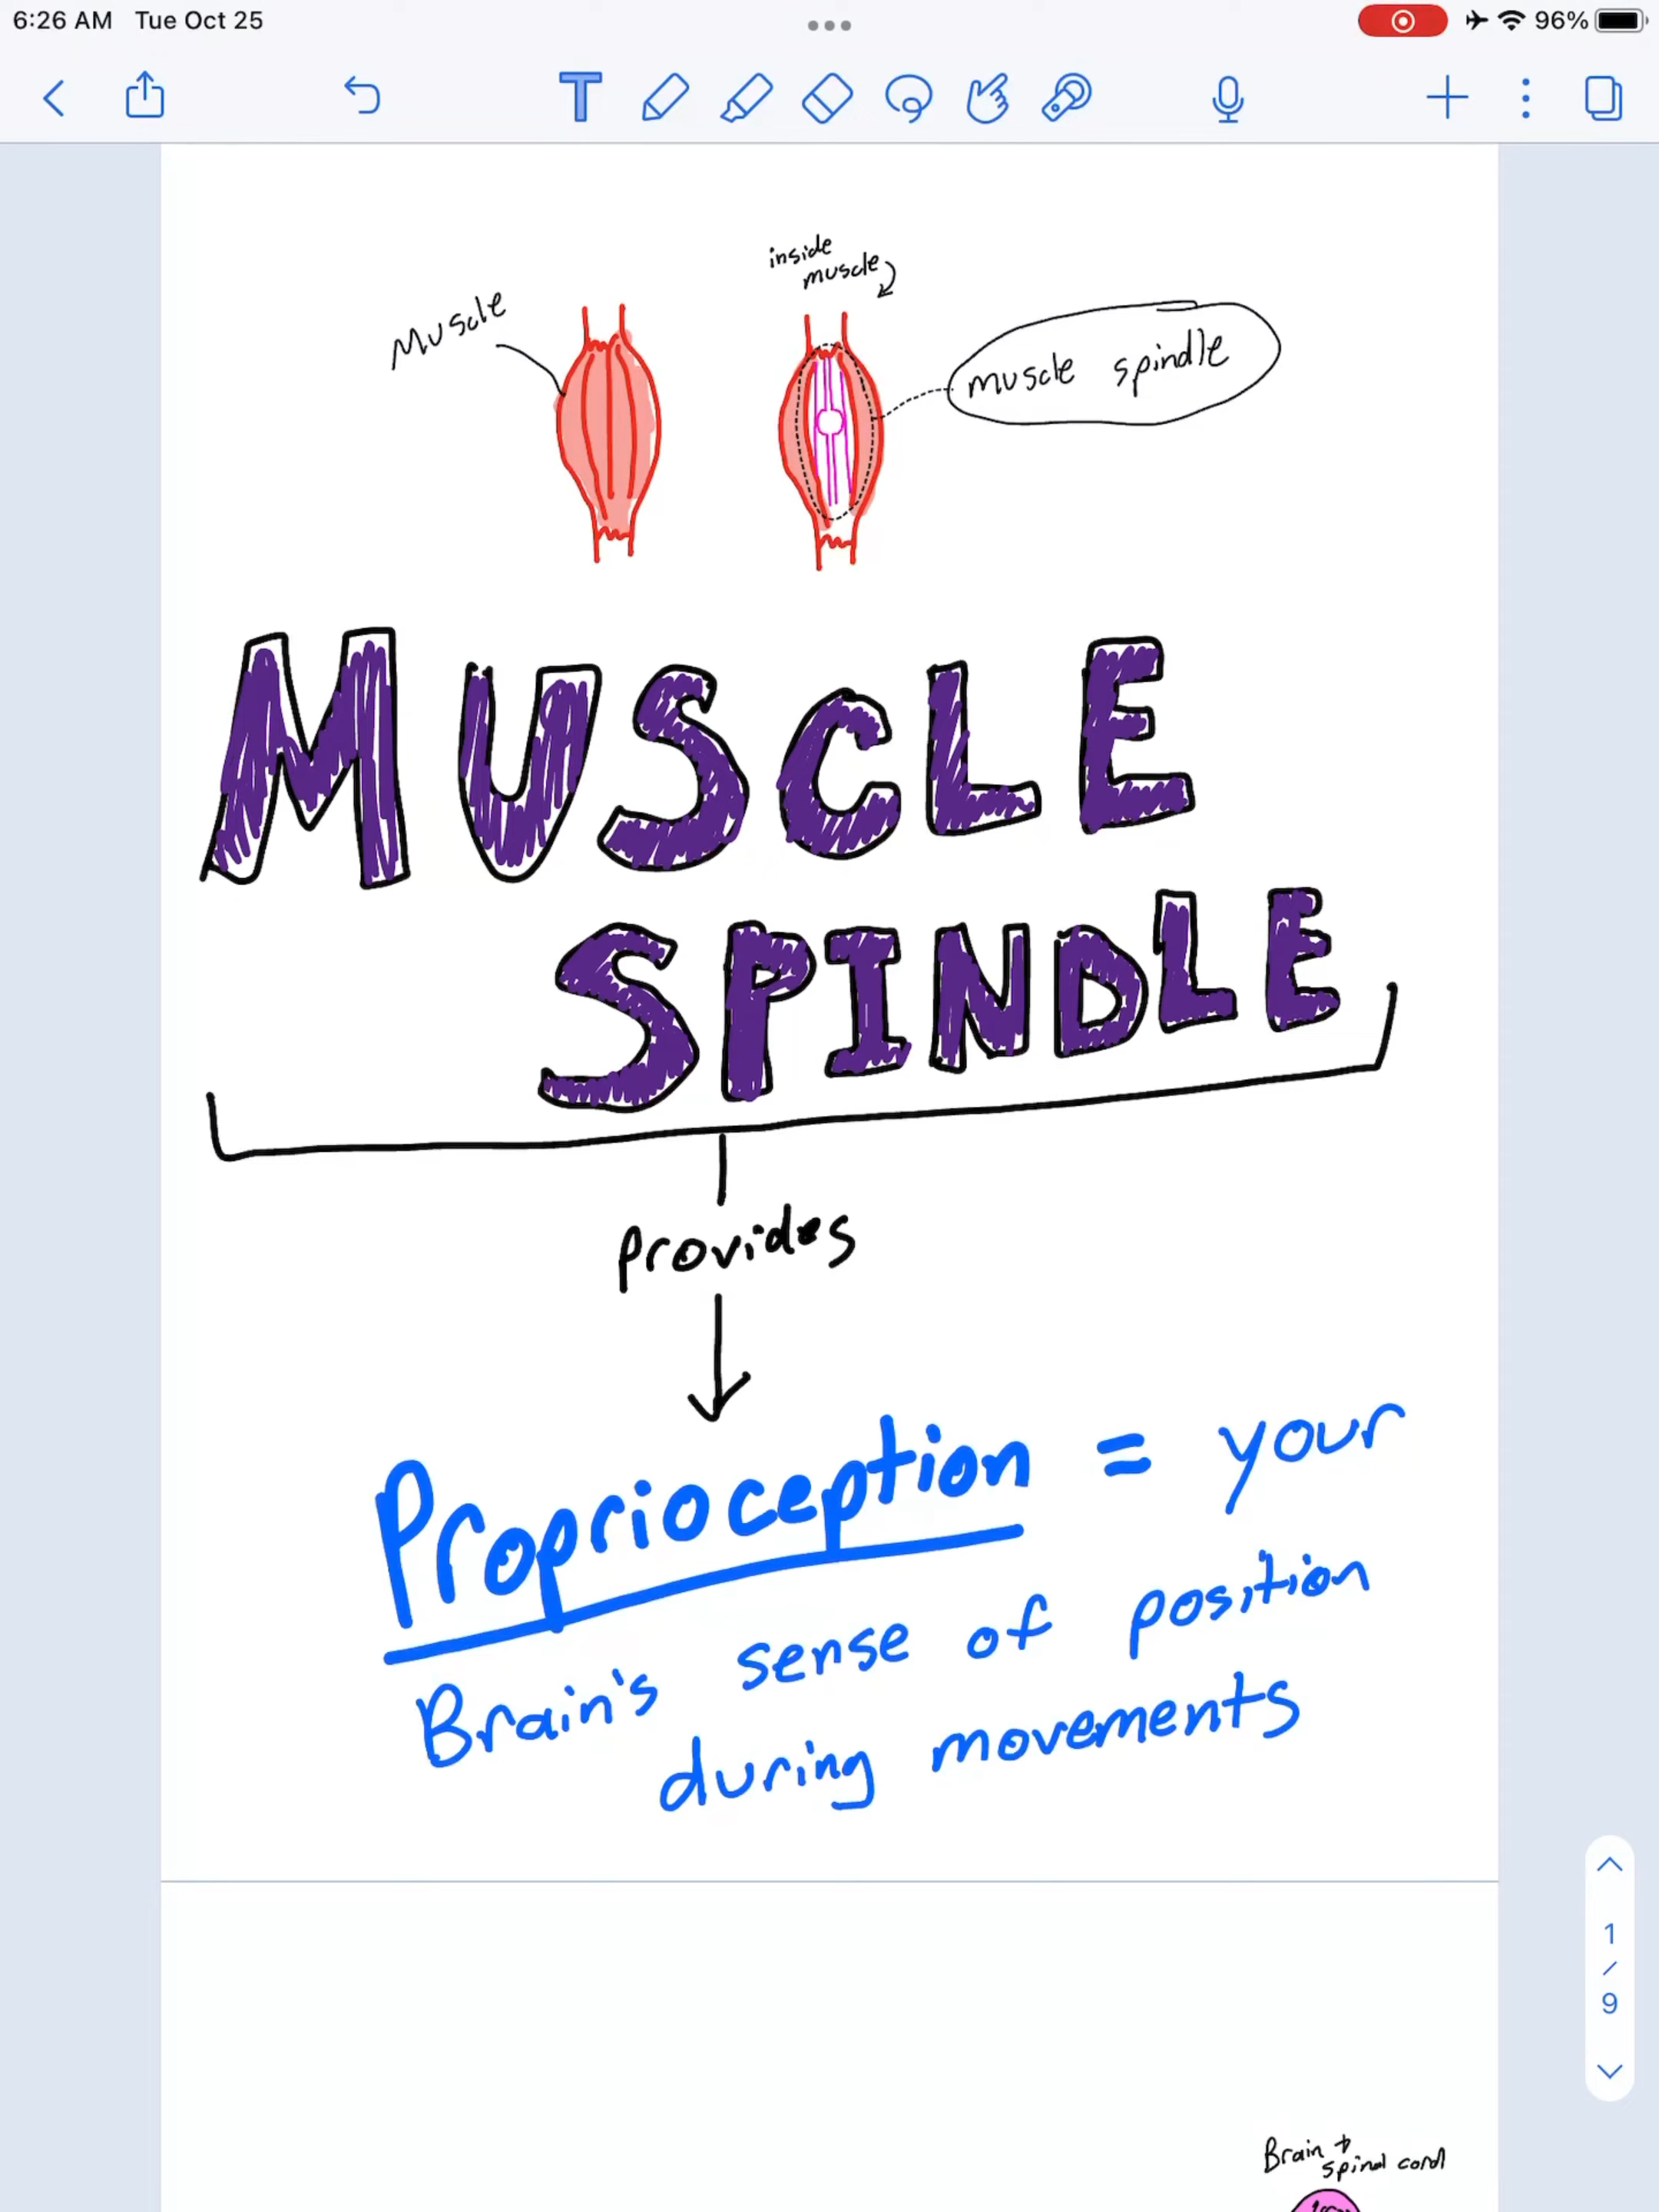 6:26 AM Tue Oct 25
96%
T
inside
muscle
Muscle
muscle spindle
MUSCLE
SPINDLE
provides
Proprioception = your
Brain's sense of position
during movements
1
/
9
Brain +
spinal cord